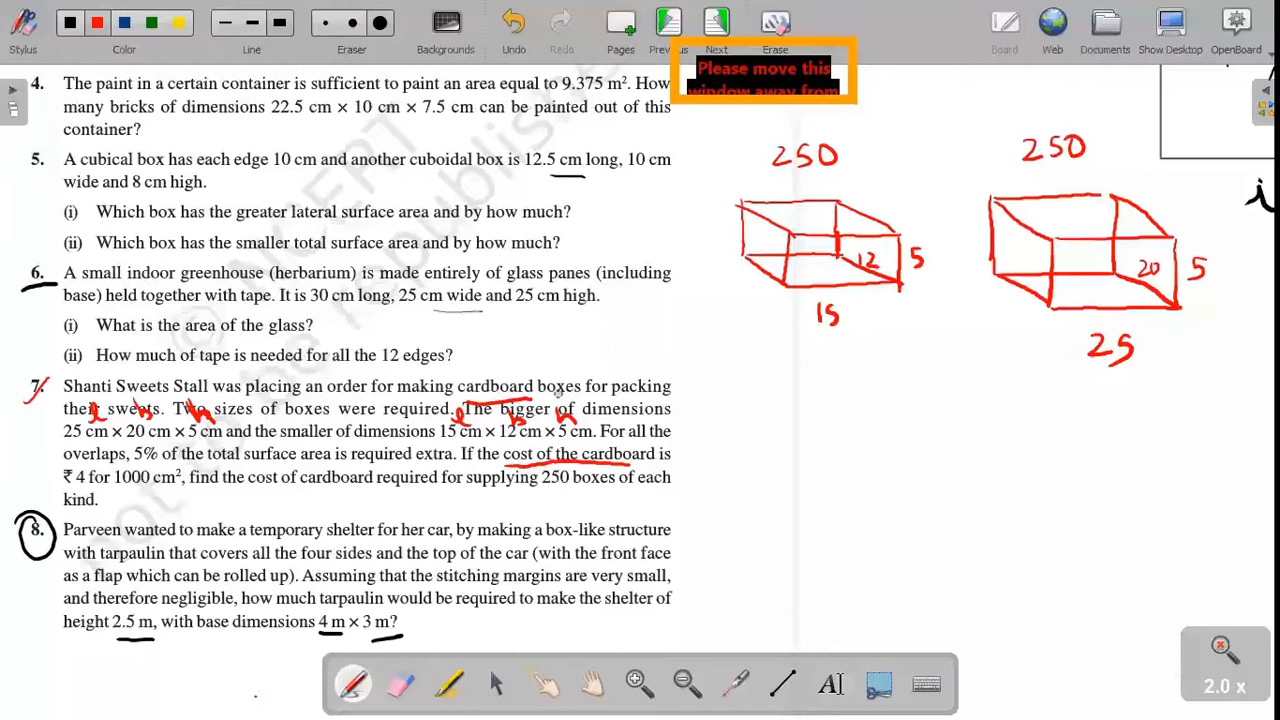 Stylus
Color
Line
Eraser
Backgrounds
Undo
Redo
Pages
Previous
Next
Erase
Board
Web
Documents
Show Desktop
OpenBoard
Please move this
window away from
4. The paint in a certain container is sufficient to paint an area equal to 9.375 m². How
many bricks of dimensions 22.5 cm × 10 cm × 7.5 cm can be painted out of this
container?
5. A cubical box has each edge 10 cm and another cuboidal box is 12.5 cm long, 10 cm
wide and 8 cm high.
(i) Which box has the greater lateral surface area and by how much?
(ii) Which box has the smaller total surface area and by how much?
6. A small indoor greenhouse (herbarium) is made entirely of glass panes (including
base) held together with tape. It is 30 cm long, 25 cm wide and 25 cm high.
(i) What is the area of the glass?
(ii) How much of tape is needed for all the 12 edges?
7. Shanti Sweets Stall was placing an order for making cardboard boxes for packing
their sweets. Two sizes of boxes were required. The bigger of dimensions
l b h l b h
25 cm × 20 cm × 5 cm and the smaller of dimensions 15 cm × 12 cm × 5 cm. For all the
overlaps, 5% of the total surface area is required extra. If the cost of the cardboard is
₹ 4 for 1000 cm², find the cost of cardboard required for supplying 250 boxes of each
kind.
8. Parveen wanted to make a temporary shelter for her car, by making a box-like structure
with tarpaulin that covers all the four sides and the top of the car (with the front face
as a flap which can be rolled up). Assuming that the stitching margins are very small,
and therefore negligible, how much tarpaulin would be required to make the shelter of
height 2.5 m, with base dimensions 4 m × 3 m?
250
12
5
15
250
20
5
25
i
© NCERT
not to be republished
2.0 x